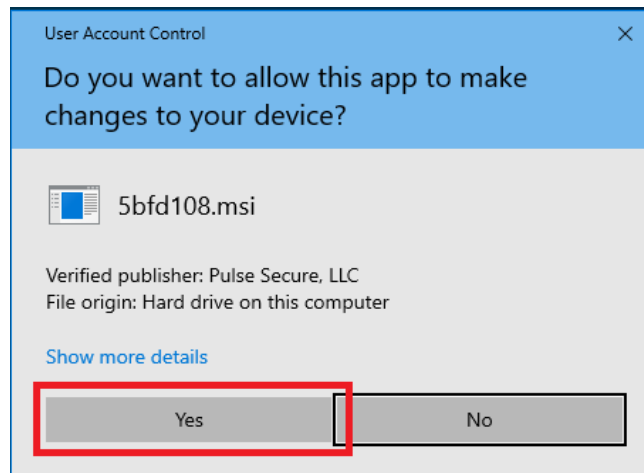 User Account Control
Do you want to allow this app to make
changes to your device?
5bfd108.msi
Verified publisher: Pulse Secure, LLC
File origin: Hard drive on this computer
Show more details
Yes
No